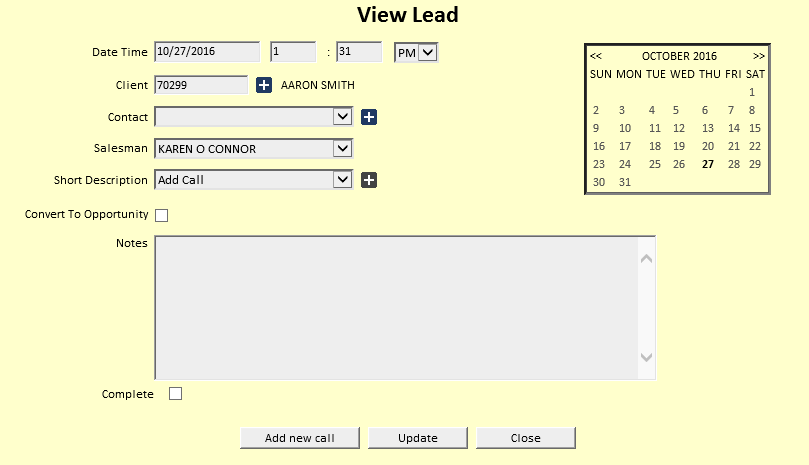 View Lead
Date Time 10/27/2016 1 : 31 PM
Client 70299 AARON SMITH
Contact
Salesman KAREN O CONNOR
Short Description Add Call
Convert To Opportunity
Notes
Complete
Add new call Update Close
<< OCTOBER 2016 >>
SUN MON TUE WED THU FRI SAT
1
2 3 4 5 6 7 8
9 10 11 12 13 14 15
16 17 18 19 20 21 22
23 24 25 26 27 28 29
30 31